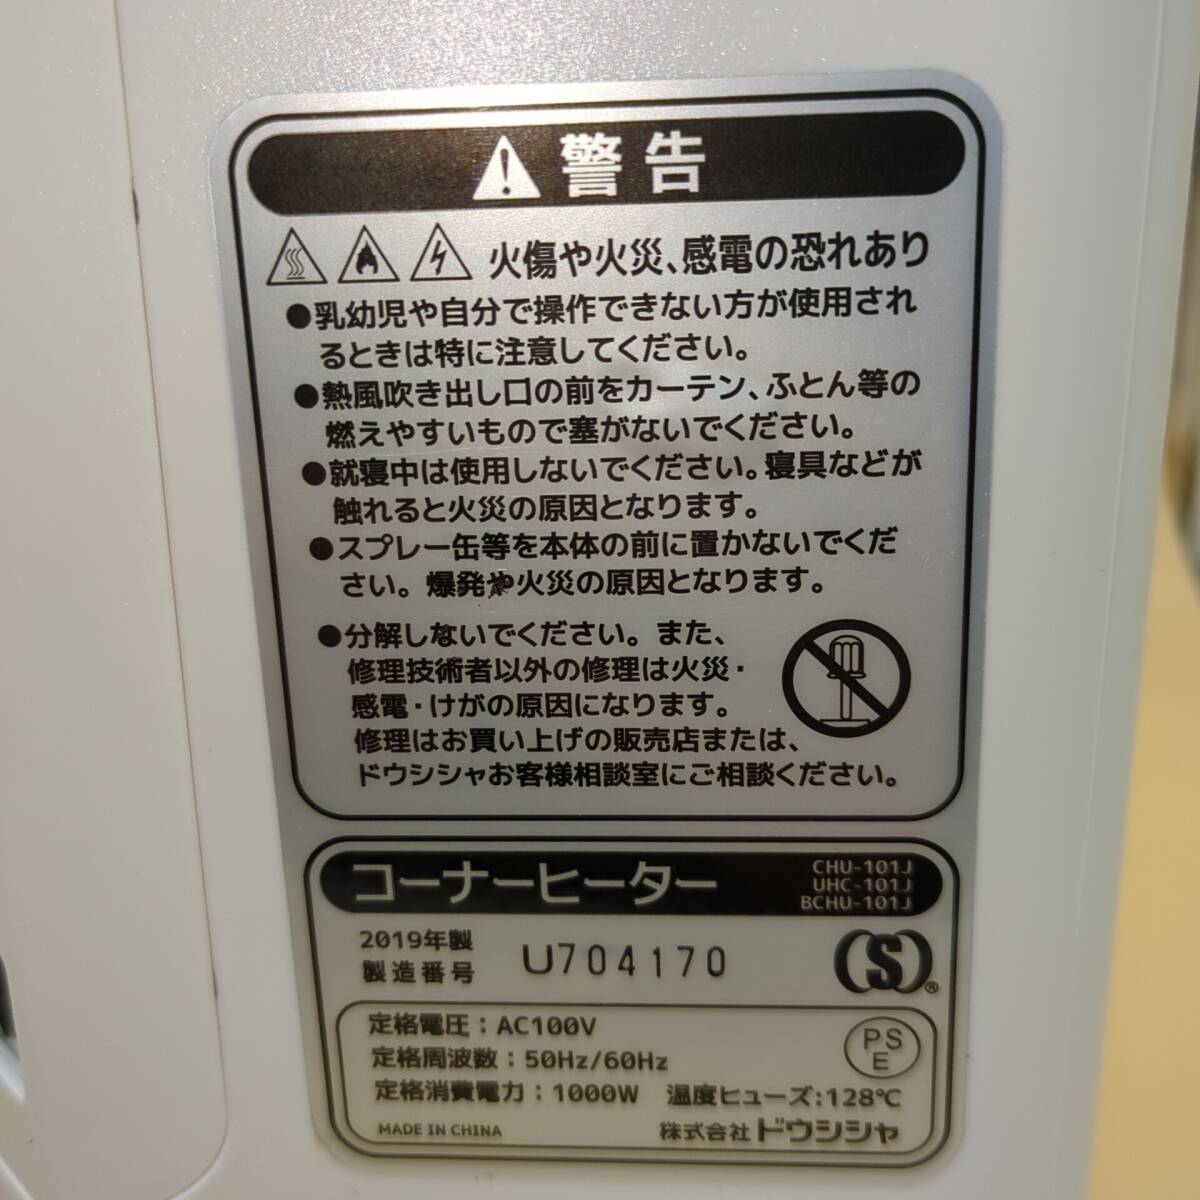 警告
火傷や火災、感電の恐れあり
●乳幼児や自分で操作できない方が使用され
るときは特に注意してください。
●熱風吹き出し口の前をカーテン、ふとん等の
燃えやすいもので塞がないでください。
●就寝中は使用しないでください。寝具などが
触れると火災の原因となります。
●スプレー缶等を本体の前に置かないでくだ
さい。爆発や火災の原因となります。
●分解しないでください。また、
修理技術者以外の修理は火災・
感電・けがの原因になります。
修理はお買い上げの販売店または、
ドウシシャお客様相談室にご相談ください。
コーナーヒーター
CHU-101J
UHC-101J
BCHU-101J
2019年製
製造番号 U704170
S®
定格電圧：AC100V
定格周波数：50Hz/60Hz
定格消費電力：1000W 温度ヒューズ：128℃
PS
E
MADE IN CHINA 株式会社ドウシシャ